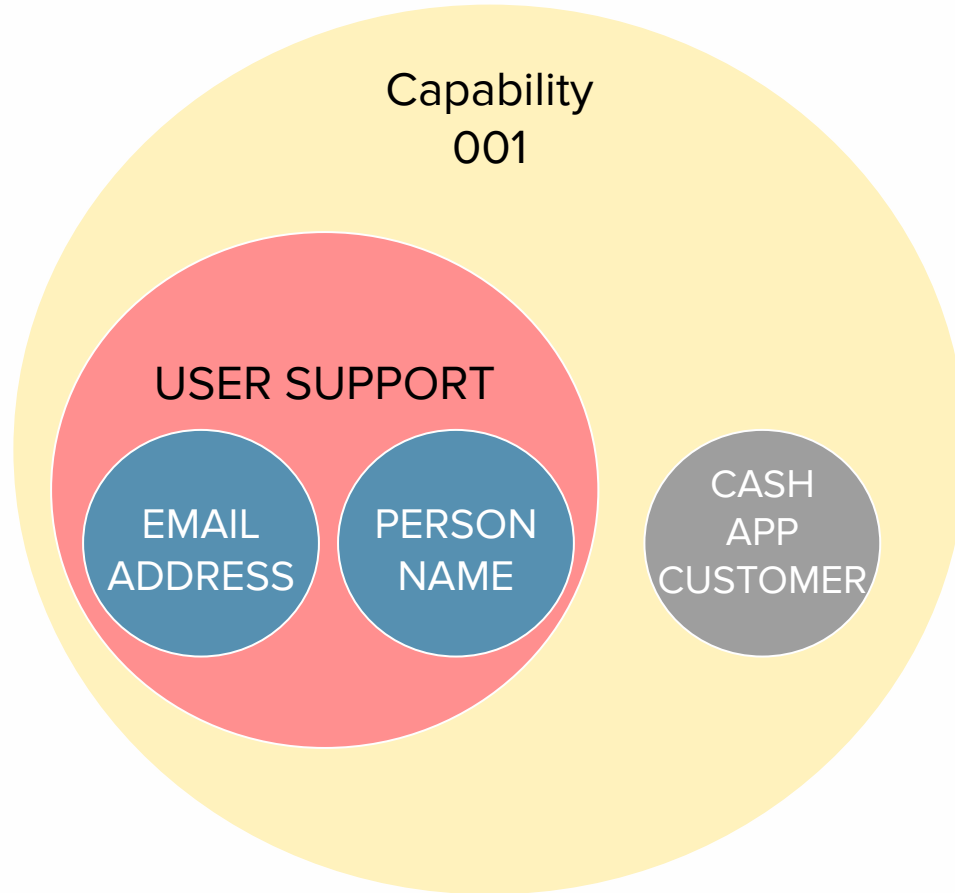 Capability
001
USER SUPPORT
EMAIL
ADDRESS
PERSON
NAME
CASH
APP
CUSTOMER